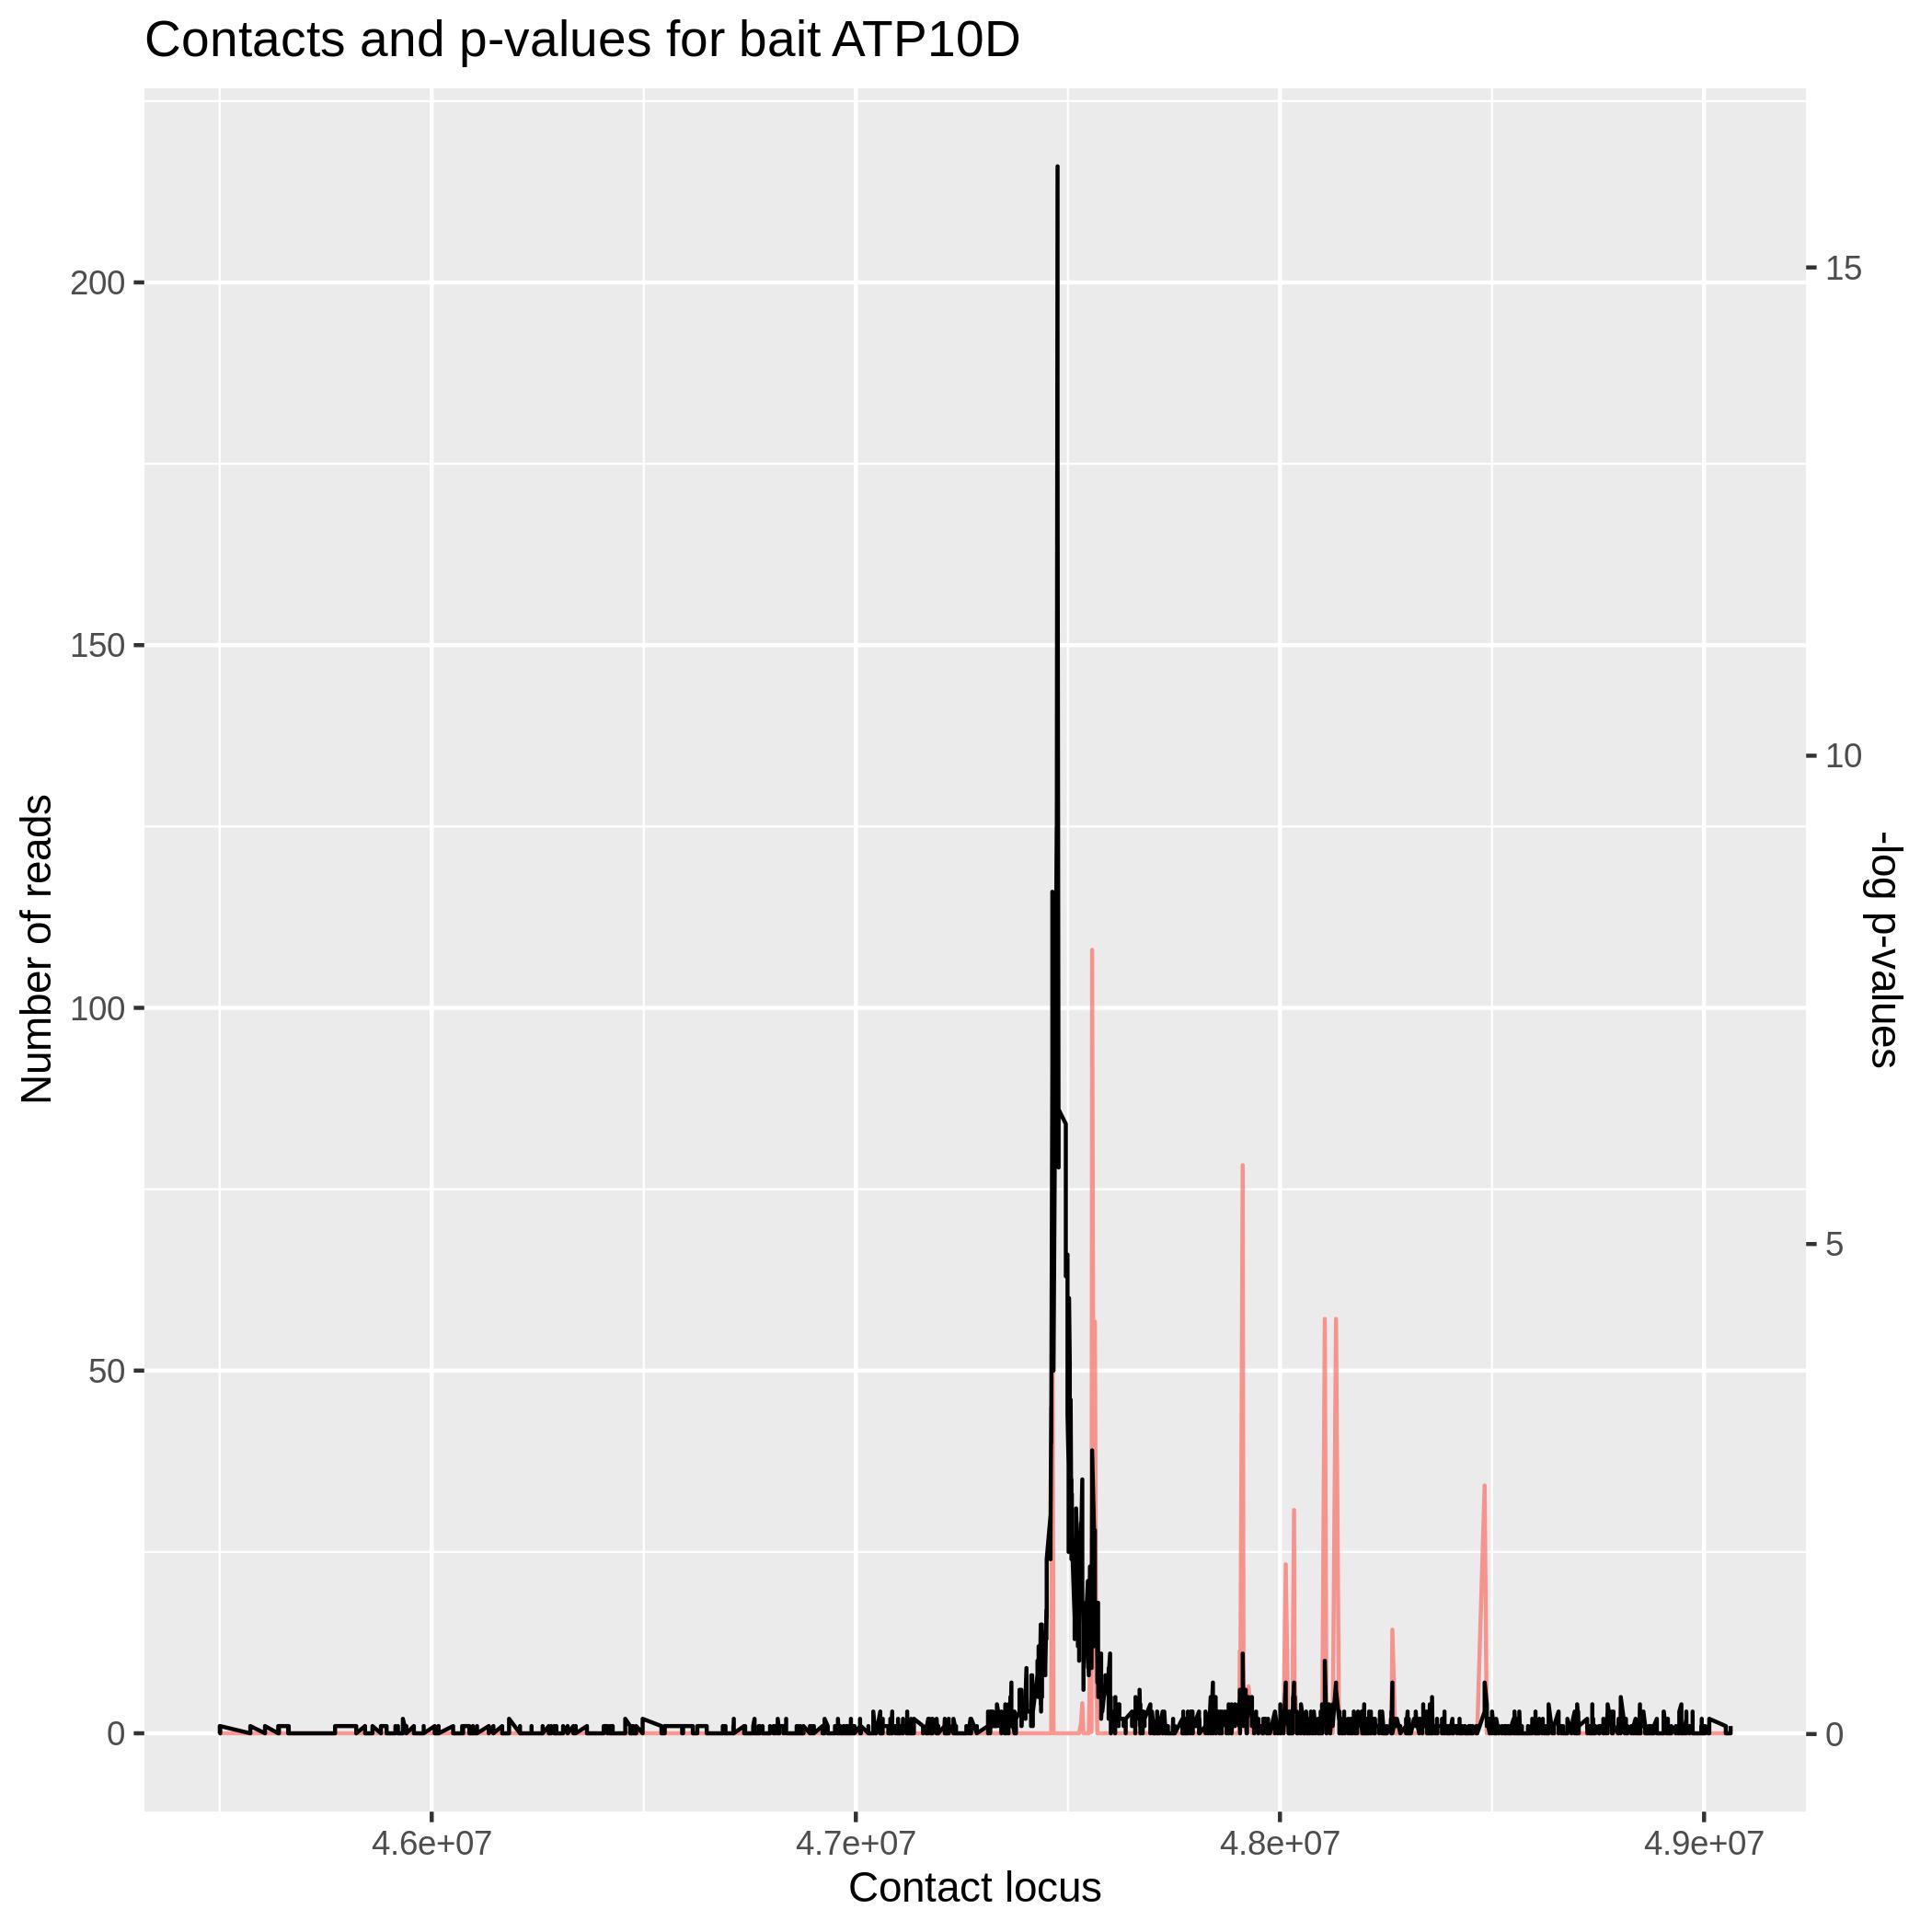 Contacts and p-values for bait ATP10D
Number of reads
200
150
100
50
0
15
10
5
0
-log p-values
4.6e+07
4.7e+07
4.8e+07
4.9e+07
Contact locus